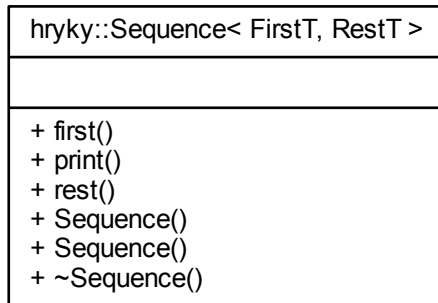 hryky::Sequence< FirstT, RestT >
+ first()
+ print()
+ rest()
+ Sequence()
+ Sequence()
+ ~Sequence()